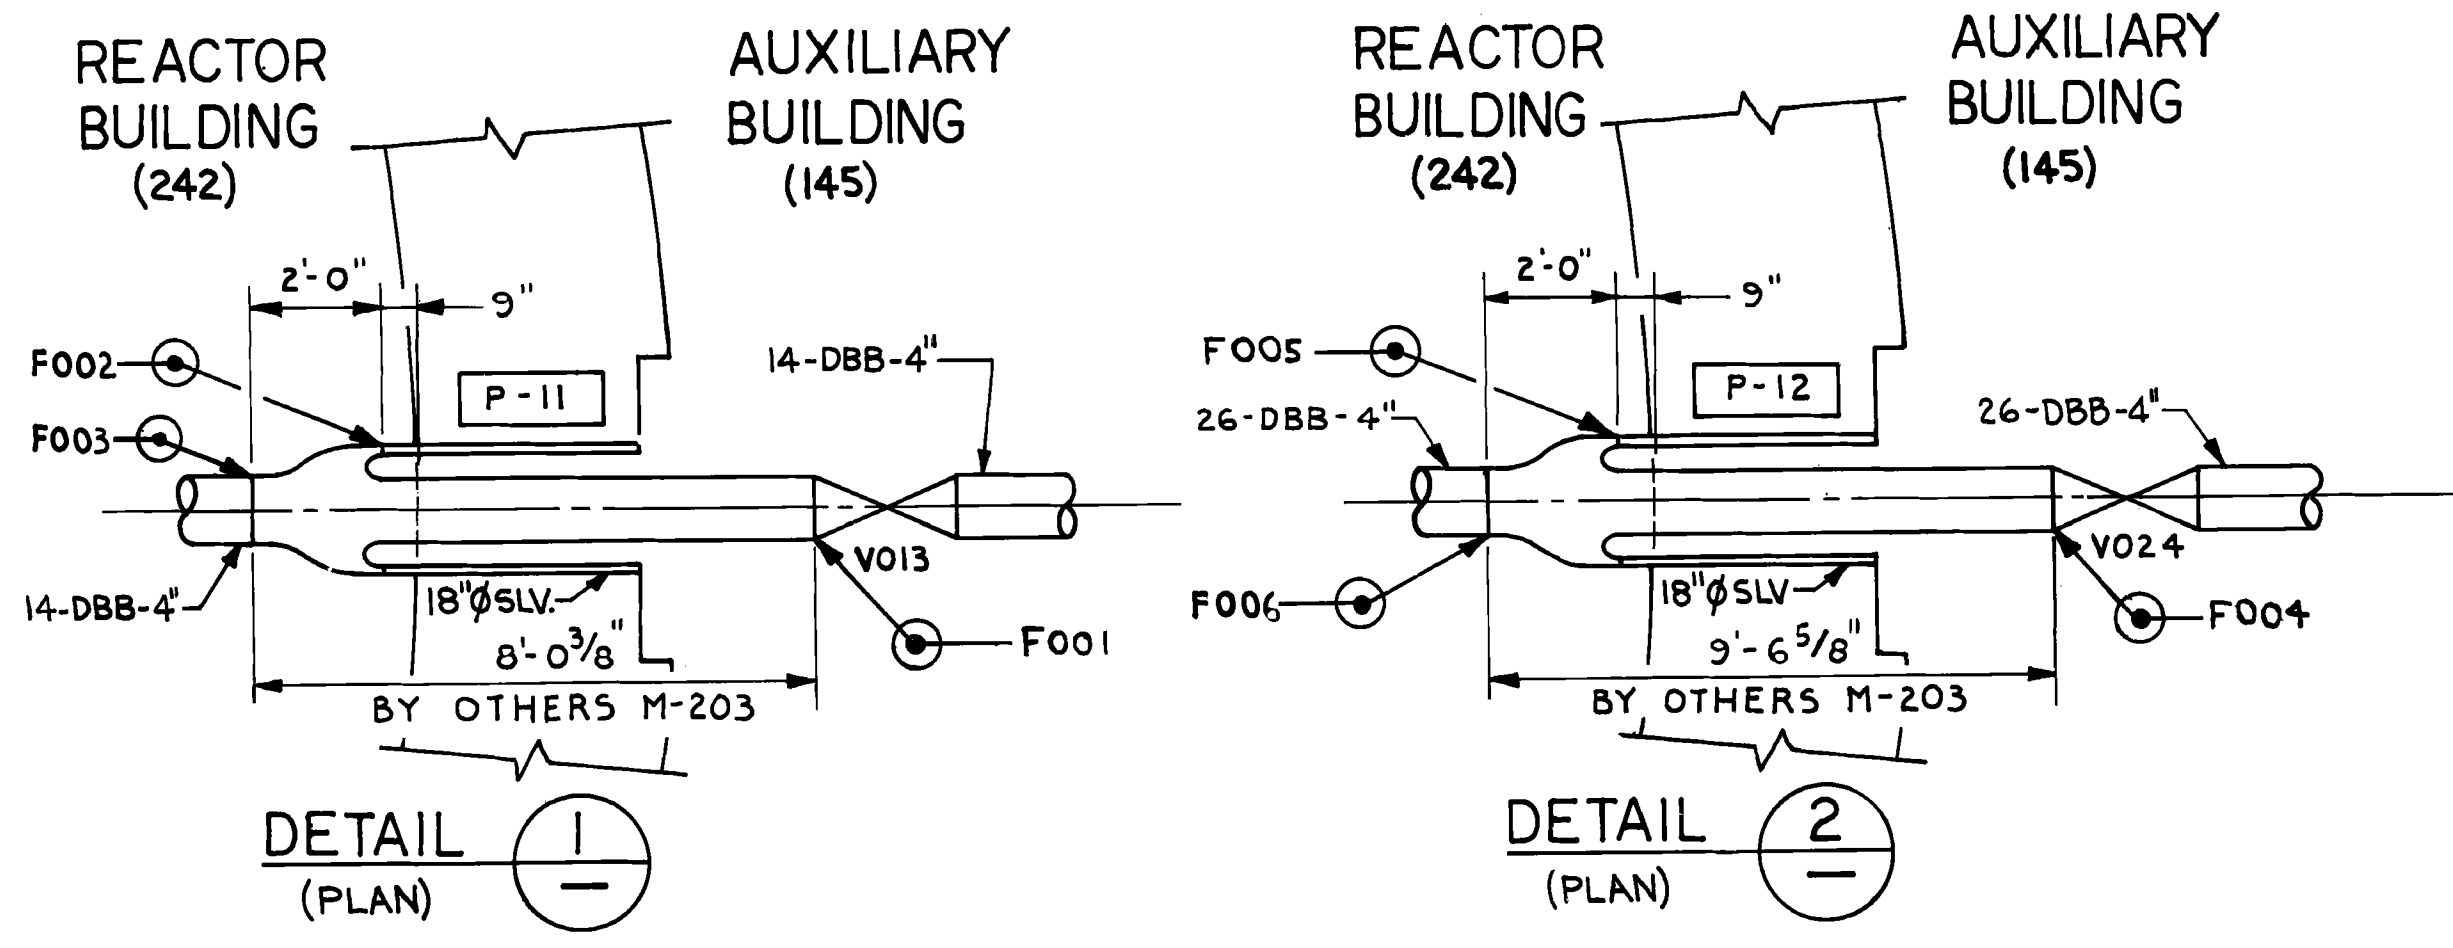 REACTOR
BUILDING
(242)
AUXILIARY
BUILDING
(145)
2'-0"
9"
F002
14-DBB-4"
P-11
F003
V013
14-DBB-4"
18"ø SLV.
F001
8'-0 3/8"
BY OTHERS M-203
DETAIL 1
—
(PLAN)
REACTOR
BUILDING
(242)
AUXILIARY
BUILDING
(145)
2'-0"
9"
F005
P-12
26-DBB-4"
26-DBB-4"
V024
18"ø SLV
F006
F004
9'-6 5/8"
BY OTHERS M-203
DETAIL 2
—
(PLAN)